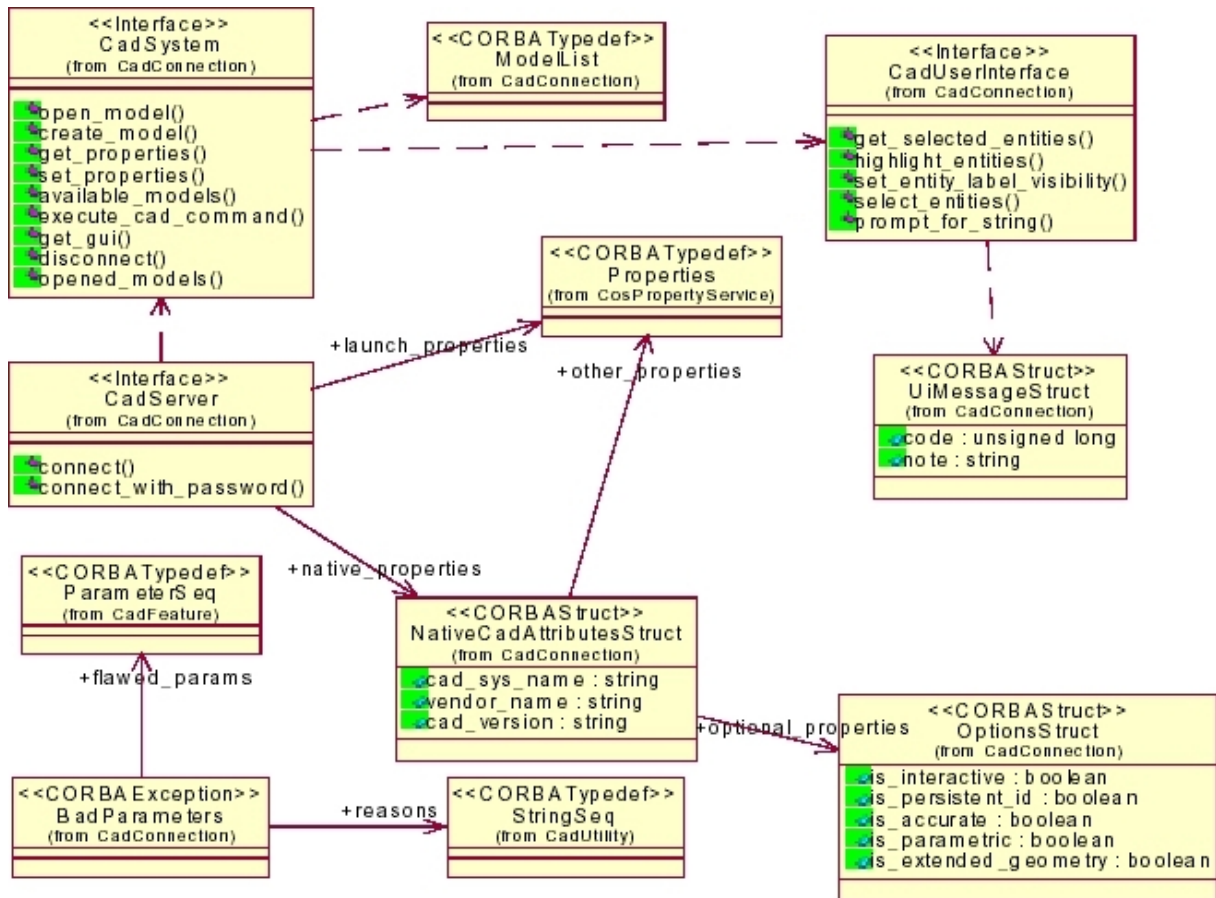 <<Interface>>
CadSystem
(from CadConnection)
open_model()
create_model()
get_properties()
set_properties()
available_models()
execute_cad_command()
get_gui()
disconnect()
opened_models()
<<CORBATypedef>>
ModelList
(from CadConnection)
<<Interface>>
CadUserInterface
(from CadConnection)
get_selected_entities()
highlight_entities()
set_entity_label_visibility()
select_entities()
prompt_for_string()
<<CORBATypedef>>
Properties
(from CosPropertyService)
+launch_properties
+other_properties
<<Interface>>
CadServer
(from CadConnection)
connect()
connect_with_password()
<<CORBAStruct>>
UiMessageStruct
(from CadConnection)
code : unsigned long
note : string
+native_properties
<<CORBATypedef>>
ParameterSeq
(from CadFeature)
+flawed_params
<<CORBAStruct>>
NativeCadAttributesStruct
(from CadConnection)
cad_sys_name : string
vendor_name : string
cad_version : string
+optional_properties
<<CORBAStruct>>
OptionsStruct
(from CadConnection)
is_interactive : boolean
is_persistent_id : boolean
is_accurate : boolean
is_parametric : boolean
is_extended_geometry : boolean
<<CORBAException>>
BadParameters
(from CadConnection)
+reasons
<<CORBATypedef>>
StringSeq
(from CadUtility)